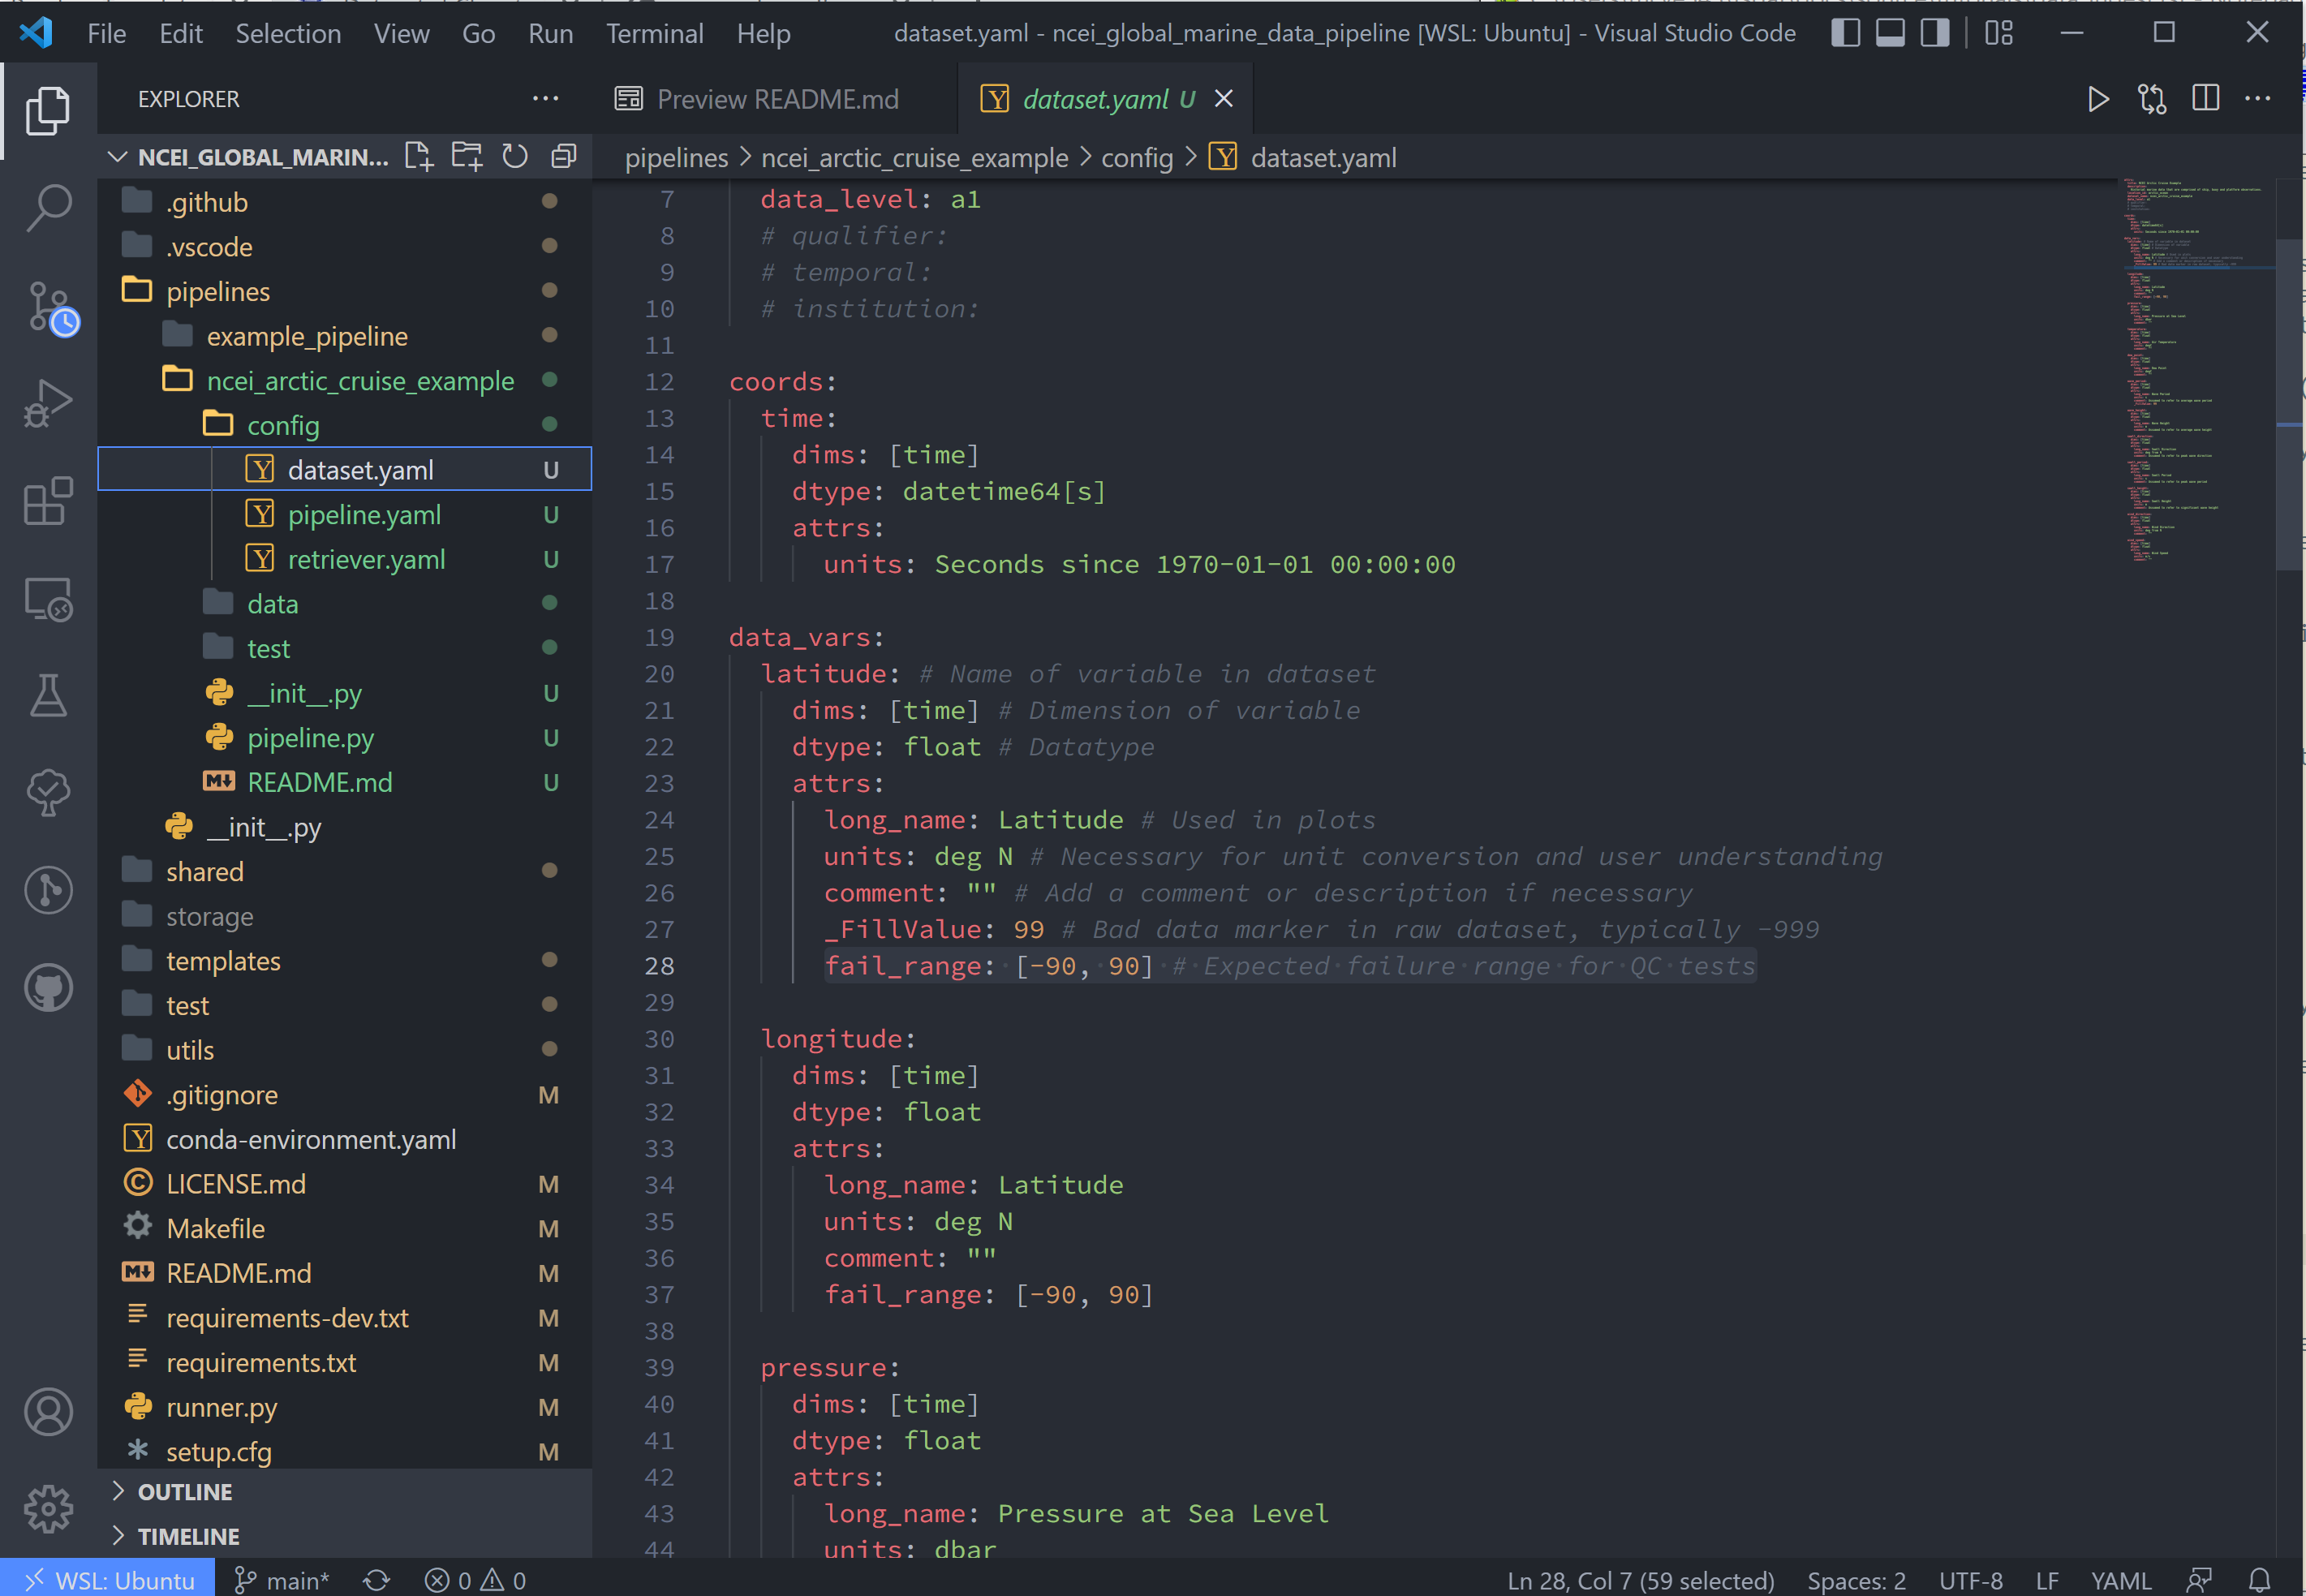 File Edit Selection View Go Run Terminal Help
dataset.yaml - ncei_global_marine_data_pipeline [WSL: Ubuntu] - Visual Studio Code
EXPLORER
NCEI_GLOBAL_MARIN...
.github
.vscode
pipelines
example_pipeline
ncei_arctic_cruise_example
config
dataset.yaml U
pipeline.yaml U
retriever.yaml U
data
test
__init__.py U
pipeline.py U
README.md U
__init__.py
shared
storage
templates
test
utils
.gitignore M
conda-environment.yaml
LICENSE.md M
Makefile M
README.md M
requirements-dev.txt M
requirements.txt M
runner.py M
setup.cfg M
OUTLINE
TIMELINE
Preview README.md
dataset.yaml U
pipelines > ncei_arctic_cruise_example > config > dataset.yaml
7 data_level: a1
8 # qualifier:
9 # temporal:
10 # institution:
11
12 coords:
13 time:
14 dims: [time]
15 dtype: datetime64[s]
16 attrs:
17 units: Seconds since 1970-01-01 00:00:00
18
19 data_vars:
20 latitude: # Name of variable in dataset
21 dims: [time] # Dimension of variable
22 dtype: float # Datatype
23 attrs:
24 long_name: Latitude # Used in plots
25 units: deg N # Necessary for unit conversion and user understanding
26 comment: "" # Add a comment or description if necessary
27 _FillValue: 99 # Bad data marker in raw dataset, typically -999
28 fail_range: [-90, 90] # Expected failure range for QC tests
29
30 longitude:
31 dims: [time]
32 dtype: float
33 attrs:
34 long_name: Latitude
35 units: deg N
36 comment: ""
37 fail_range: [-90, 90]
38
39 pressure:
40 dims: [time]
41 dtype: float
42 attrs:
43 long_name: Pressure at Sea Level
44 units: dbar
WSL: Ubuntu main* 0 0
Ln 28, Col 7 (59 selected) Spaces: 2 UTF-8 LF YAML